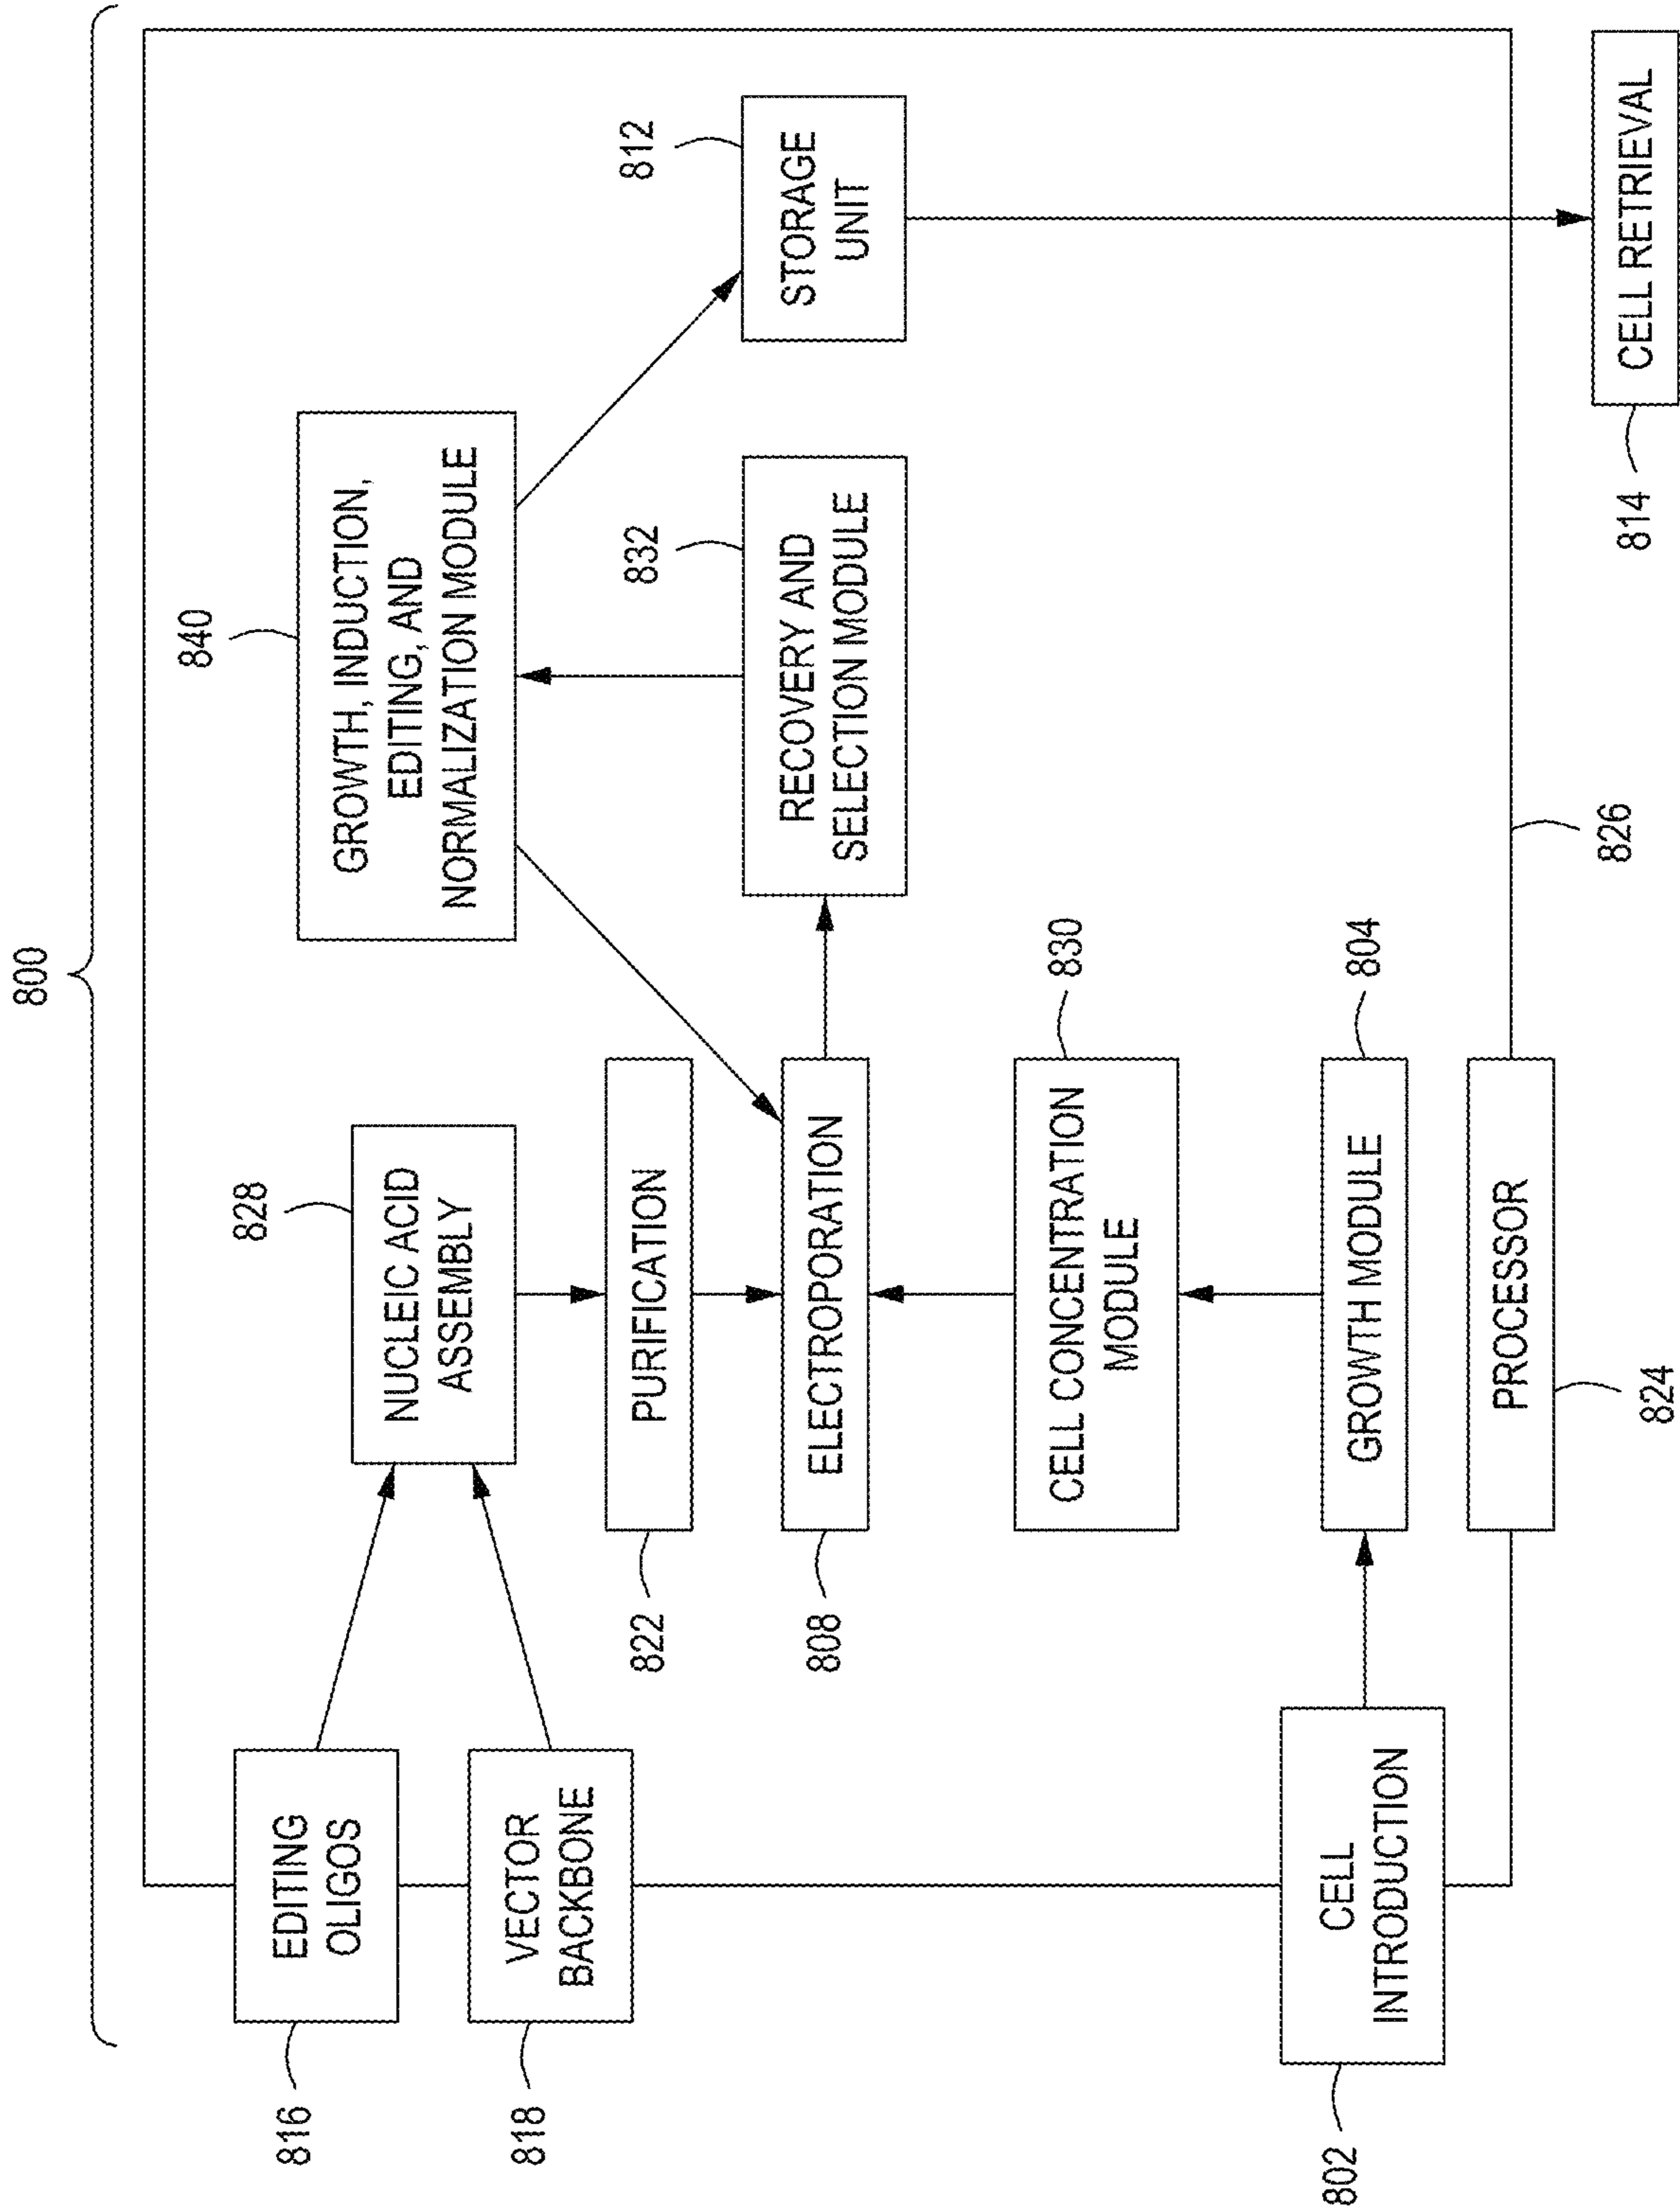 800
816
EDITING
OLIGOS
818
VECTOR
BACKBONE
828
NUCLEIC ACID
ASSEMBLY
822
PURIFICATION
808
ELECTROPORATION
CELL CONCENTRATION
MODULE
830
802
CELL
INTRODUCTION
GROWTH MODULE
804
PROCESSOR
824
826
840
GROWTH, INDUCTION,
EDITING, AND
NORMALIZATION MODULE
832
RECOVERY AND
SELECTION MODULE
812
STORAGE
UNIT
814
CELL RETRIEVAL